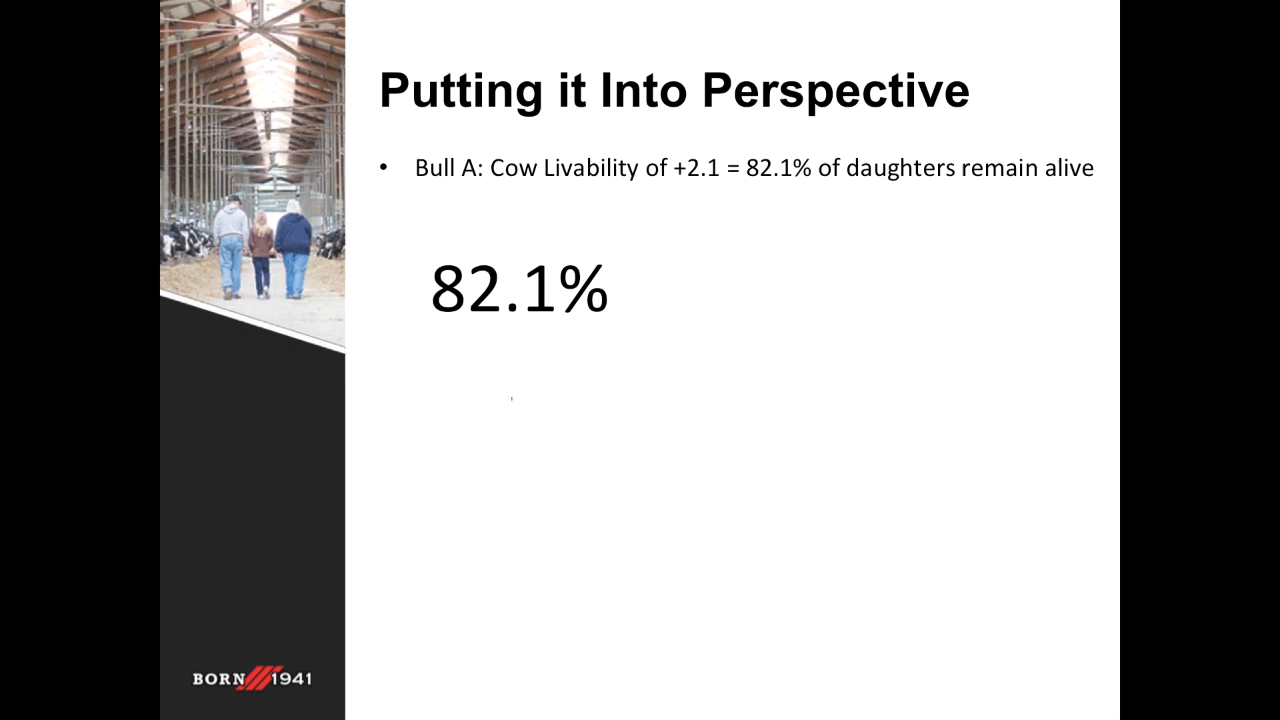 Putting it Into Perspective
• Bull A: Cow Livability of +2.1 = 82.1% of daughters remain alive
82.1%
BORN 1941